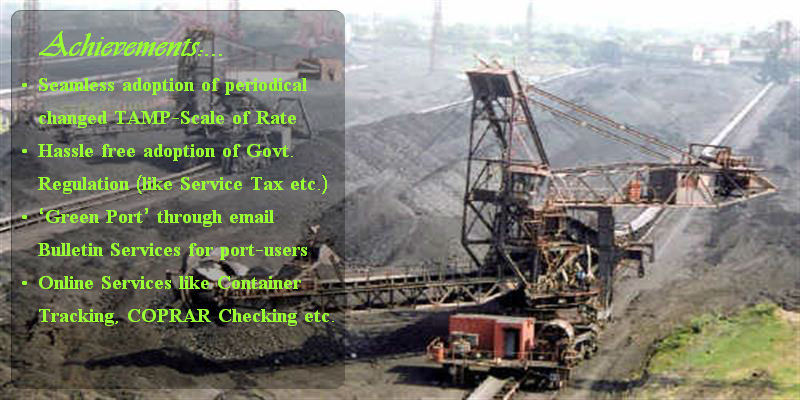 Achievements....
• Seamless adoption of periodical
changed TAMP-Scale of Rate
• Hassle free adoption of Govt.
Regulation (like Service Tax etc.)
• ‘Green Port’ through email
Bulletin Services for port-users
• Online Services like Container
Tracking, COPRAR Checking etc.